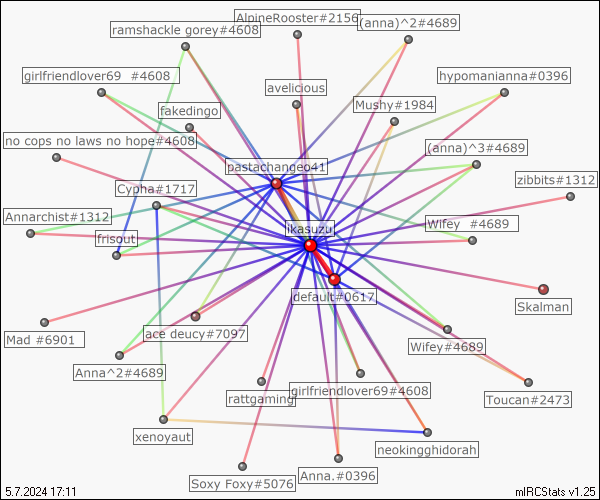 AlpineRooster#2156
(anna)^2#4689
ramshackle gorey#4608
girlfriendlover69 #4608
hypomanianna#0396
avelicious
Mushy#1984
fakedingo
no cops no laws no hope#4608
(anna)^3#4689
pastachangeo41
zibbits#1312
Cypha#1717
Annarchist#1312
Wifey #4689
ikasuzu
frisout
default#0617
Skalman
Mad #6901
ace deucy#7097
Wifey#4689
Anna^2#4689
girlfriendlover69#4608
rattgaming
Toucan#2473
xenoyaut
neokingghidorah
Anna.#0396
Soxy Foxy#5076
5.7.2024 17:11
mIRCStats v1.25